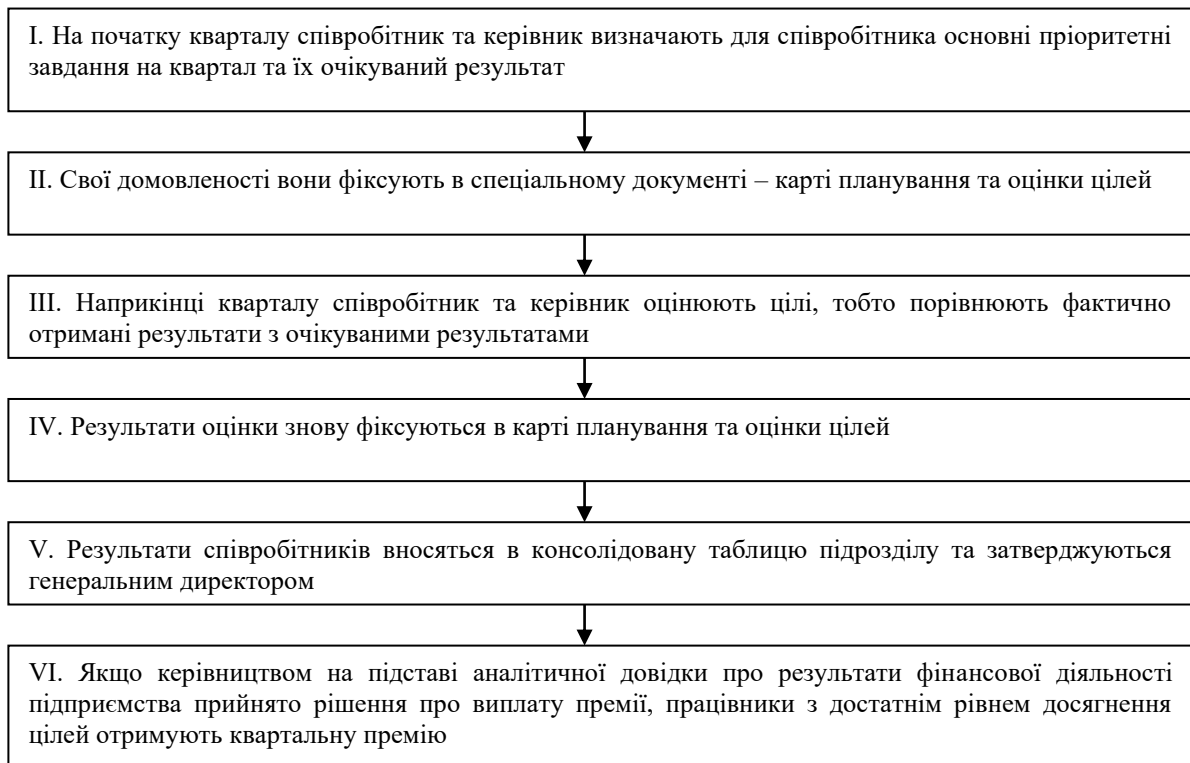 I. На початку кварталу співробітник та керівник визначають для співробітника основні пріоритетні
завдання на квартал та їх очікуваний результат
II. Свої домовленості вони фіксують в спеціальному документі – карті планування та оцінки цілей
III. Наприкінці кварталу співробітник та керівник оцінюють цілі, тобто порівнюють фактично
отримані результати з очікуваними результатами
IV. Результати оцінки знову фіксуються в карті планування та оцінки цілей
V. Результати співробітників вносяться в консолідовану таблицю підрозділу та затверджуються
генеральним директором
VI. Якщо керівництвом на підставі аналітичної довідки про результати фінансової діяльності
підприємства прийнято рішення про виплату премії, працівники з достатнім рівнем досягнення
цілей отримують квартальну премію